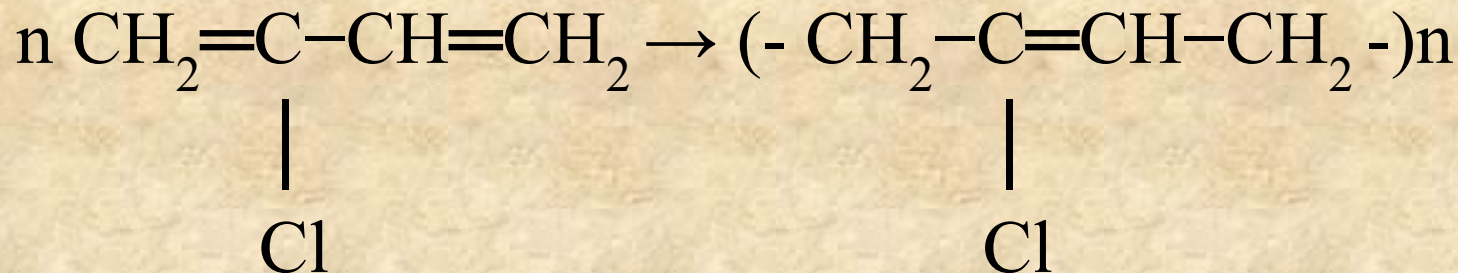 n CH₂=C–CH=CH₂ → (- CH₂–C=CH–CH₂ -)n
Cl Cl